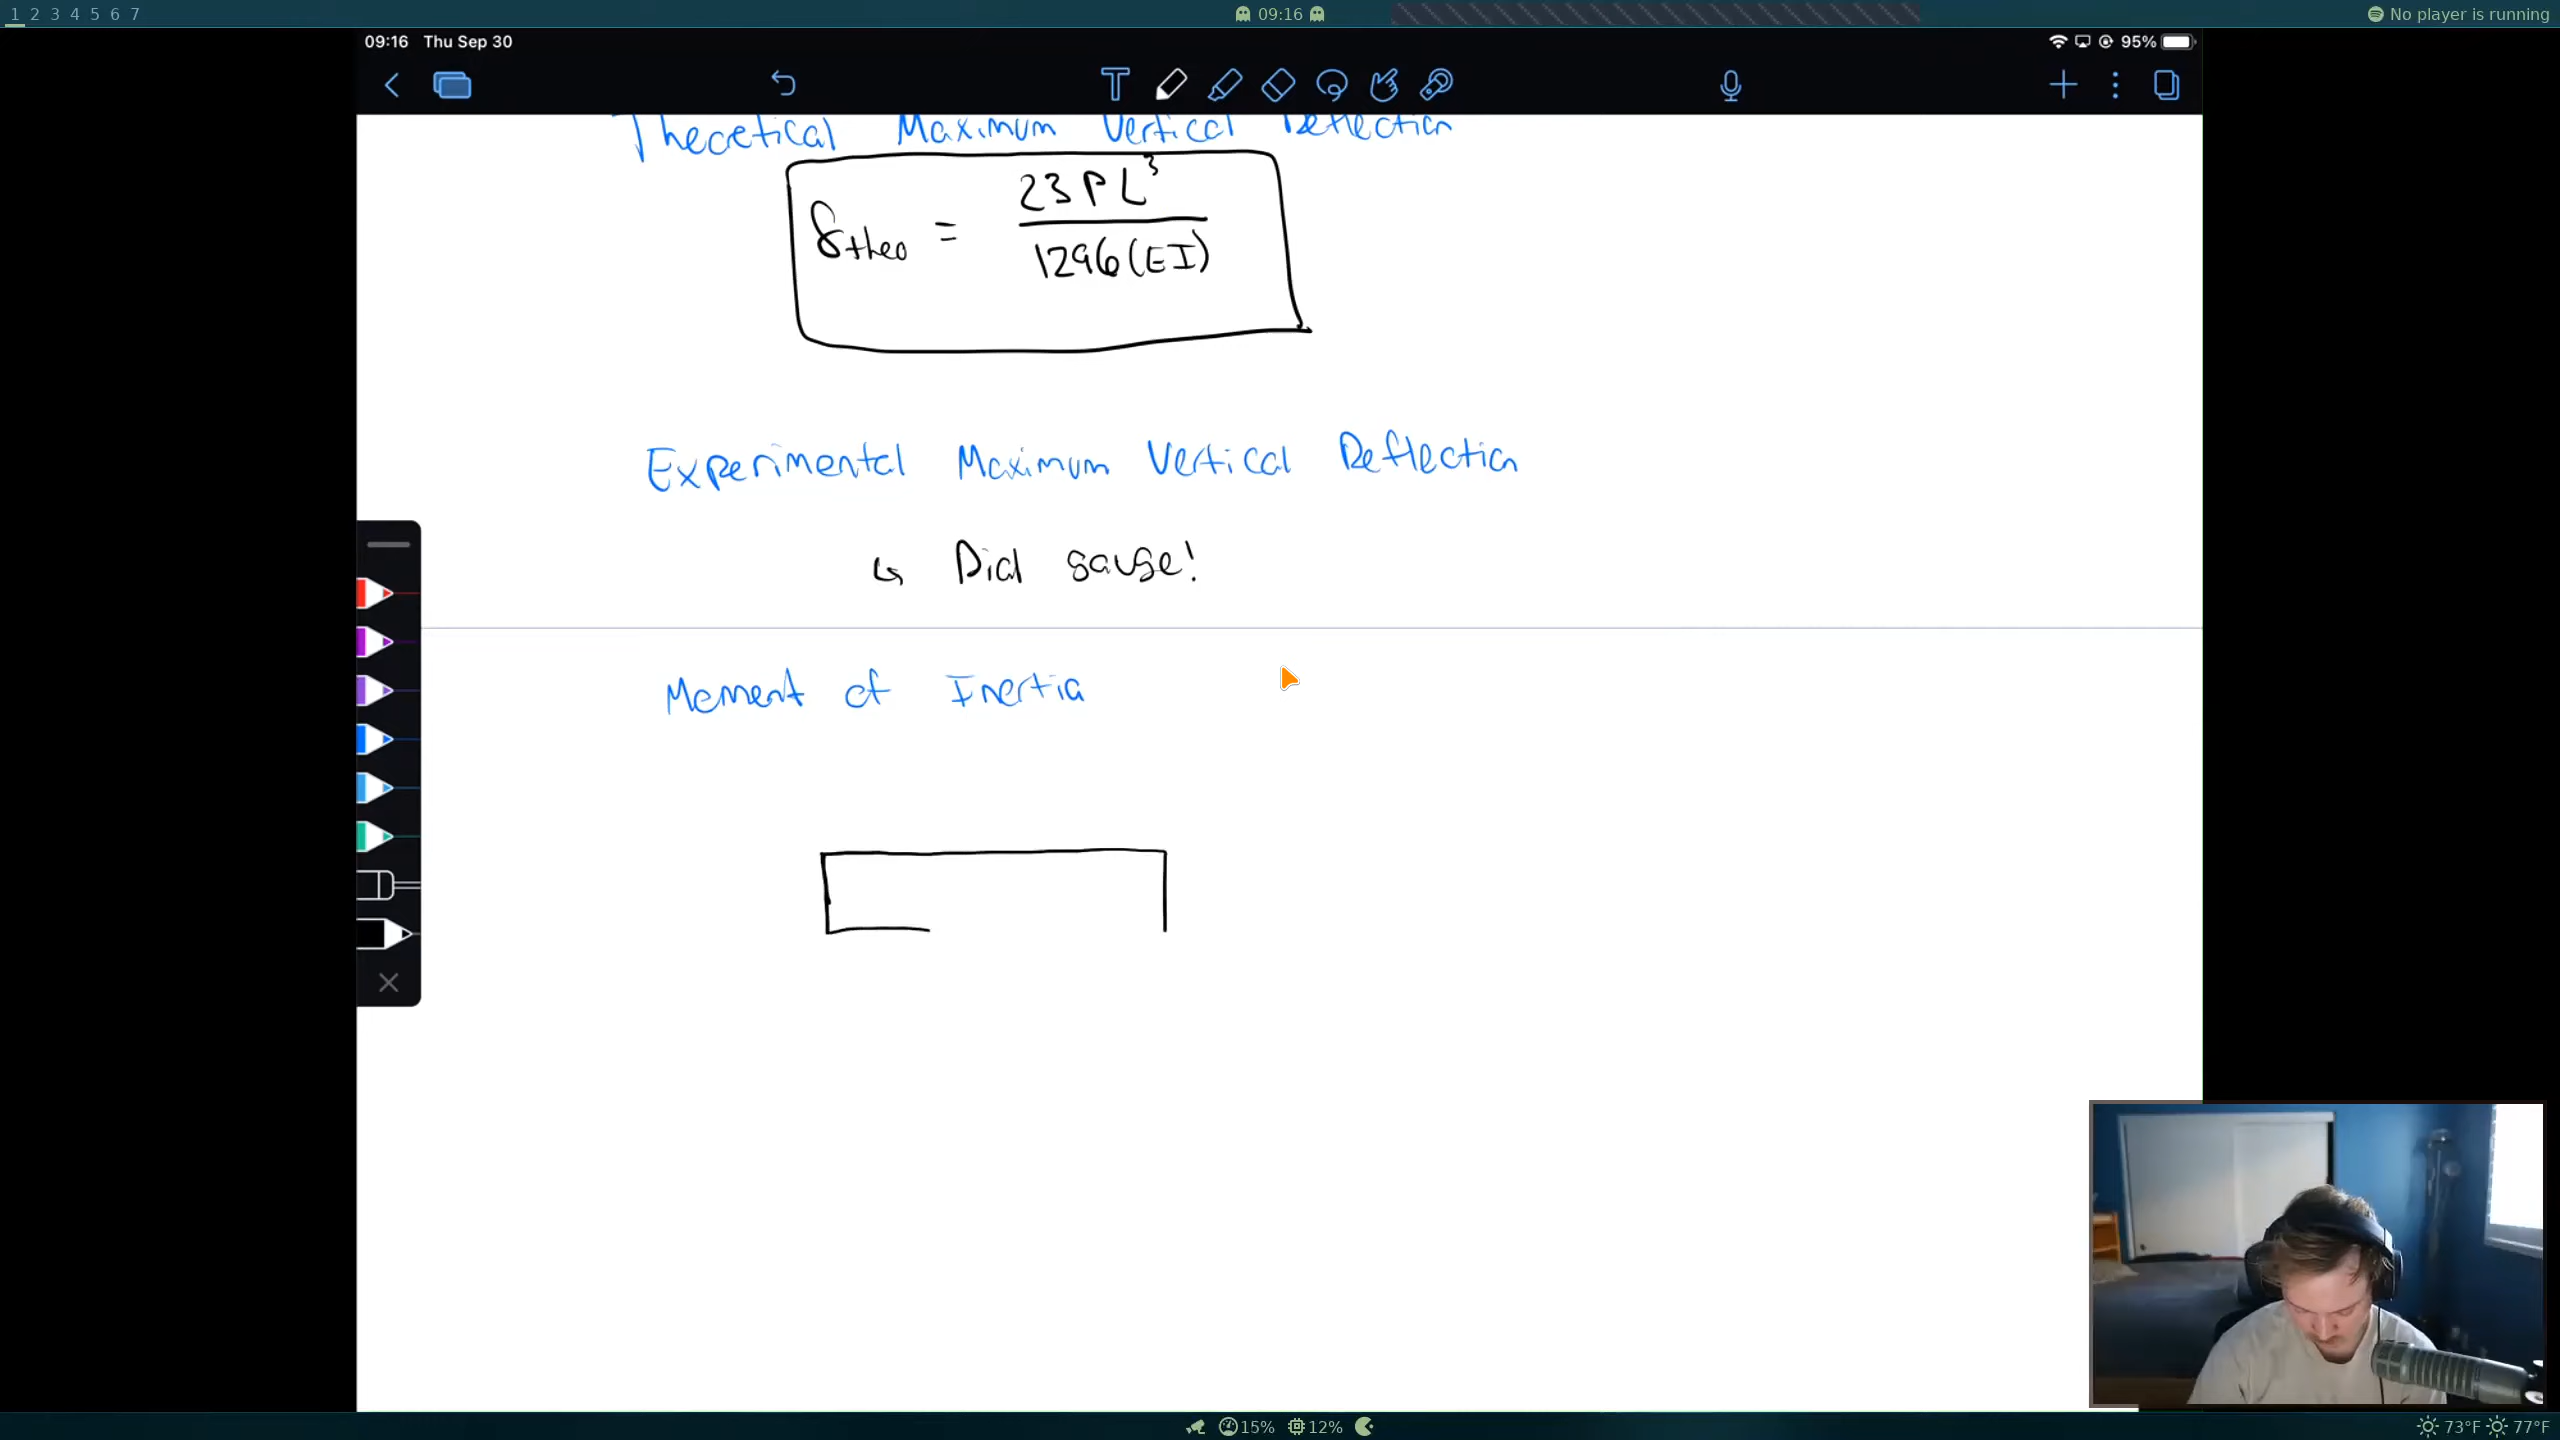 1 2 3 4 5 6 7
09:16
No player is running
09:16 Thu Sep 30
95%
T
Theoretical Maximum Vertical Deflection
δtheo = 23PL³ / 1296(EI)
Experimental Maximum Vertical Deflection
↳ Dial gauge!
Moment of Inertia
15% 12%
73°F 77°F